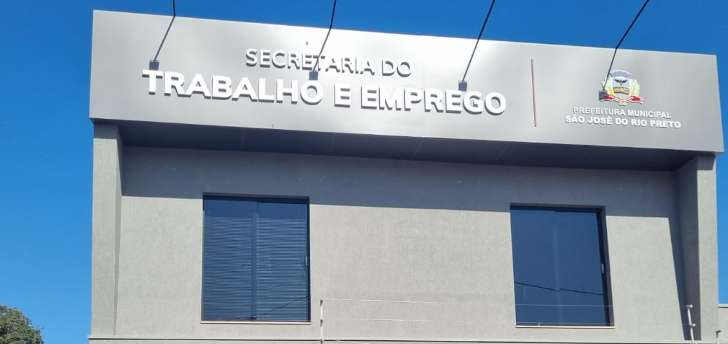 SECRETARIA DO
TRABALHO E EMPREGO
PREFEITURA MUNICIPAL
SÃO JOSÉ DO RIO PRETO